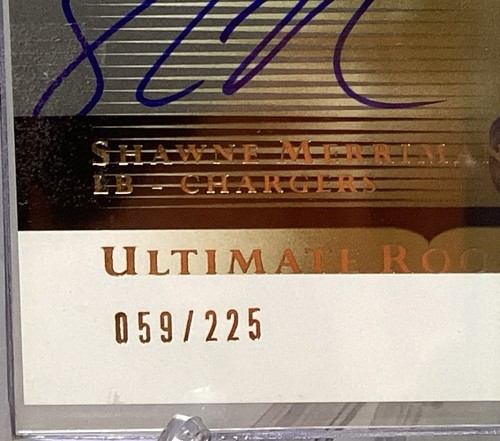 SHAWNE MERRIMA
LB - CHARGERS
ULTIMATE ROO
059/225